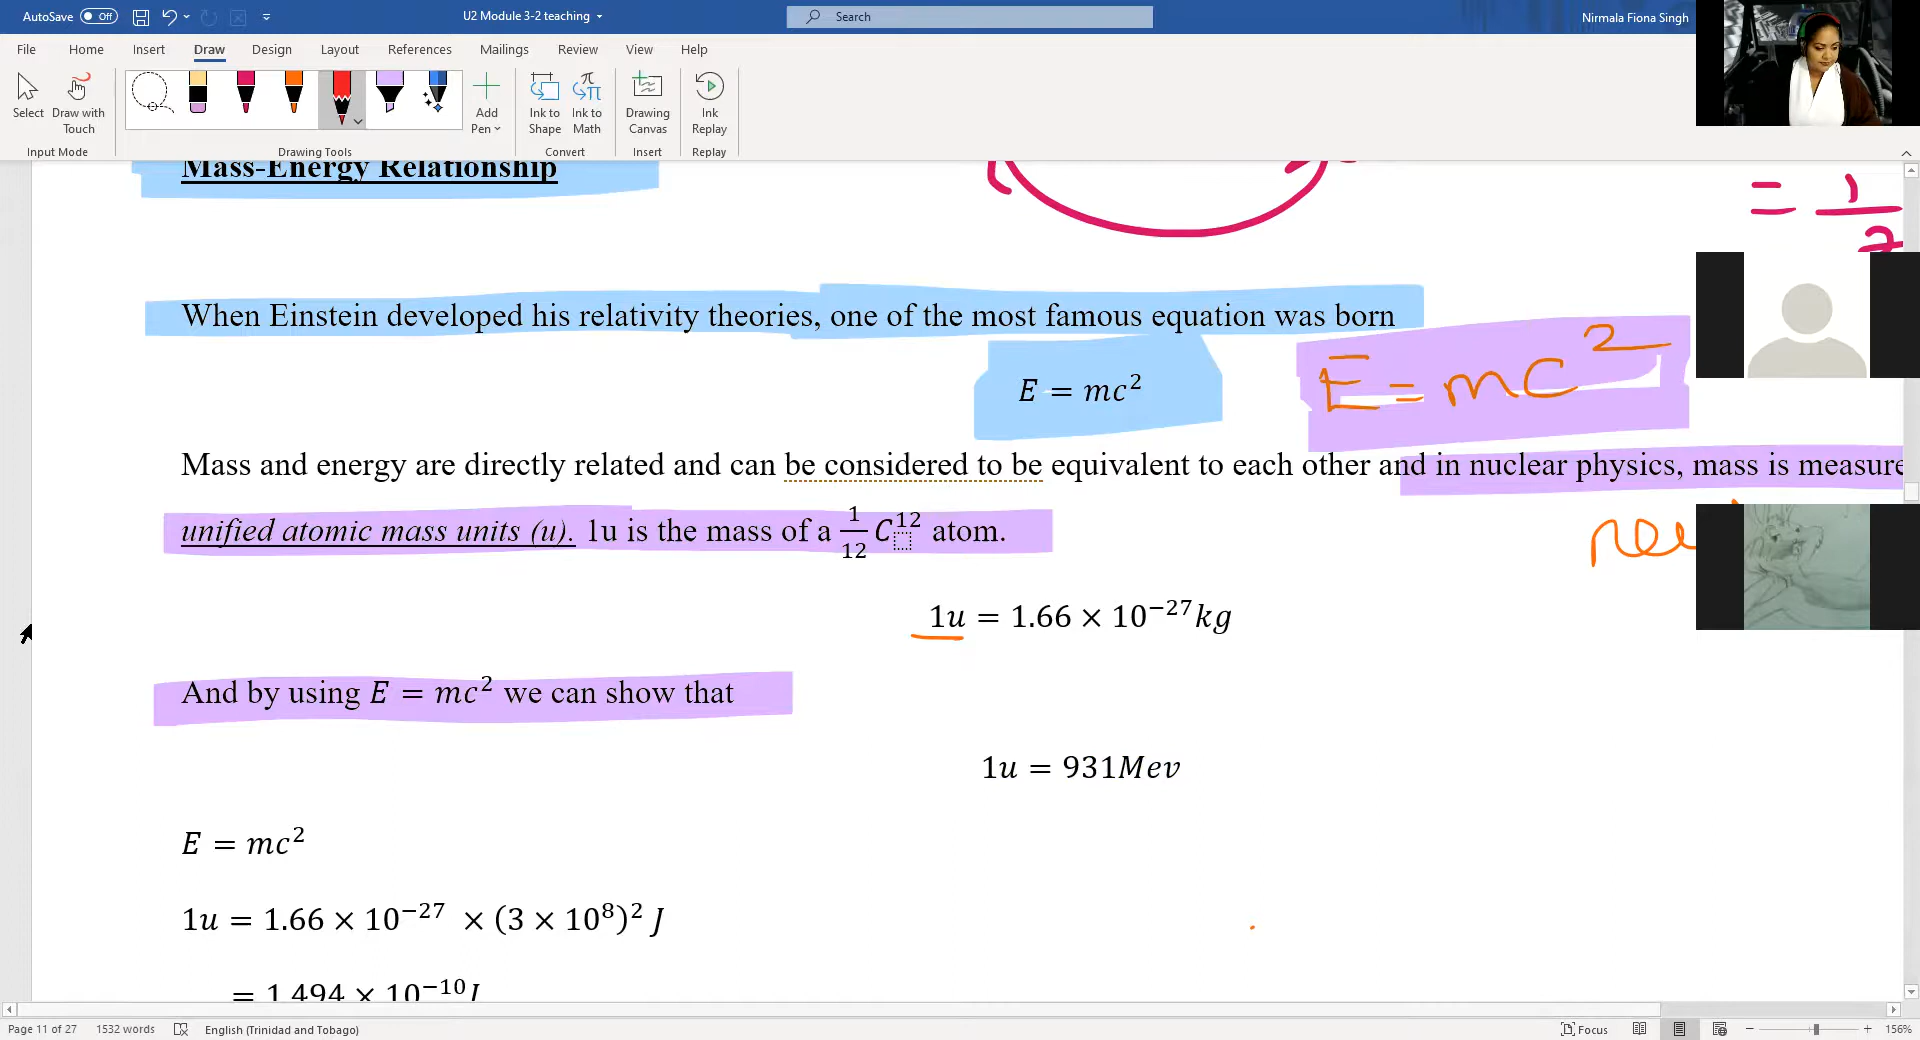 AutoSave Off U2 Module 3-2 teaching Search Nirmala Fiona Singh
File Home Insert Draw Design Layout References Mailings Review View Help
Select Draw with Touch Add Pen Ink to Shape Ink to Math Drawing Canvas Ink Replay
Input Mode Drawing Tools Convert Insert Replay
Mass-Energy Relationship
= 1
When Einstein developed his relativity theories, one of the most famous equation was born
E = mc²
E = mc²
Mass and energy are directly related and can be considered to be equivalent to each other and in nuclear physics, mass is measure
unified atomic mass units (u). 1u is the mass of a 1/12 C¹² atom.
1u = 1.66 × 10⁻²⁷kg
And by using E = mc² we can show that
1u = 931Mev
E = mc²
1u = 1.66 × 10⁻²⁷ × (3 × 10⁸)² J
= 1.494 × 10⁻¹⁰J
Page 11 of 27 1532 words English (Trinidad and Tobago) Focus 156%